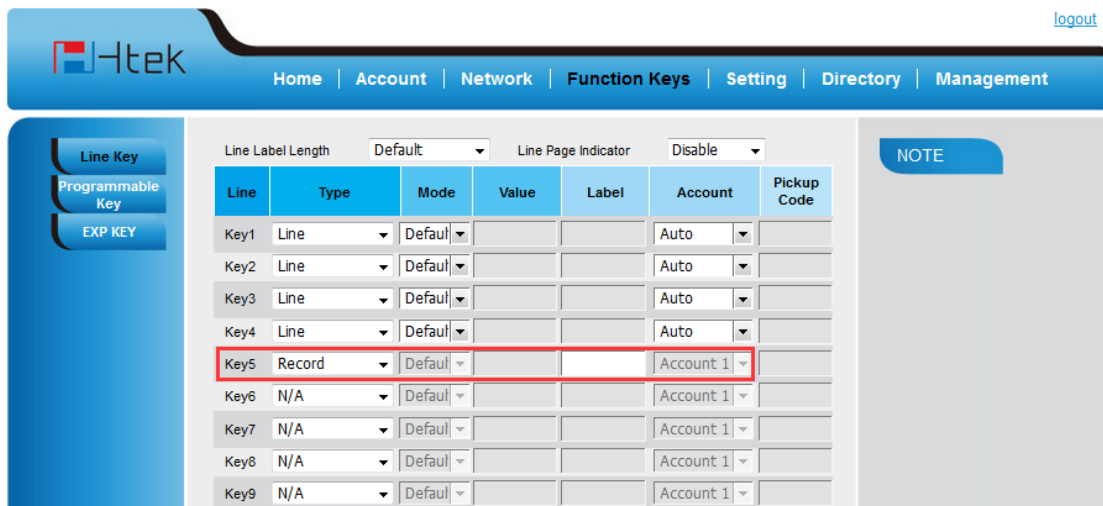 logout
Htek
Home | Account | Network | Function Keys | Setting | Directory | Management
Line Key
Programmable
Key
EXP KEY
Line Label Length Default Line Page Indicator Disable
NOTE
Line Type Mode Value Label Account Pickup
Code
Key1 Line Defaul Auto
Key2 Line Defaul Auto
Key3 Line Defaul Auto
Key4 Line Defaul Auto
Key5 Record Defaul Account 1
Key6 N/A Defaul Account 1
Key7 N/A Defaul Account 1
Key8 N/A Defaul Account 1
Key9 N/A Defaul Account 1